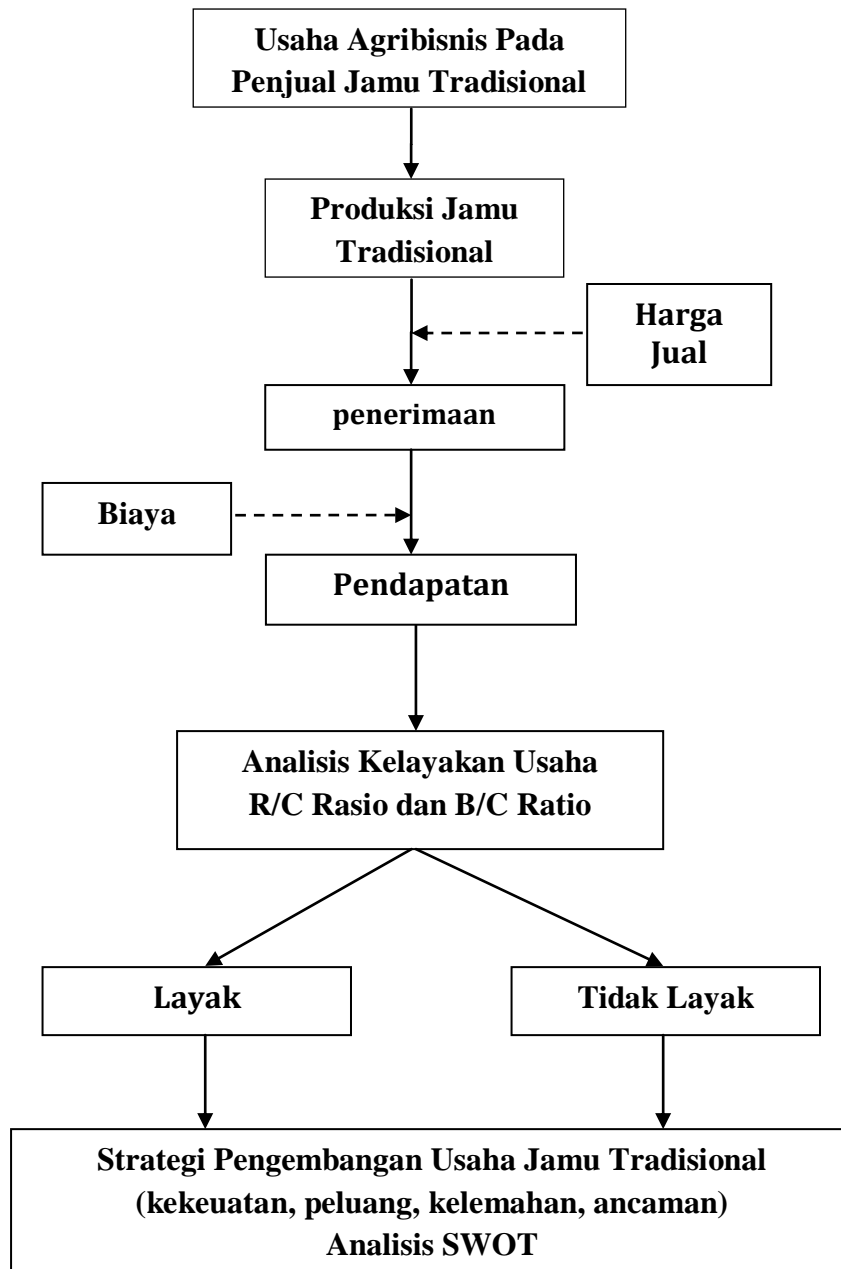 Usaha Agribisnis Pada
Penjual Jamu Tradisional
Produksi Jamu
Tradisional
Harga
Jual
penerimaan
Biaya
Pendapatan
Analisis Kelayakan Usaha
R/C Rasio dan B/C Ratio
Layak
Tidak Layak
Strategi Pengembangan Usaha Jamu Tradisional
(kekeuatan, peluang, kelemahan, ancaman)
Analisis SWOT